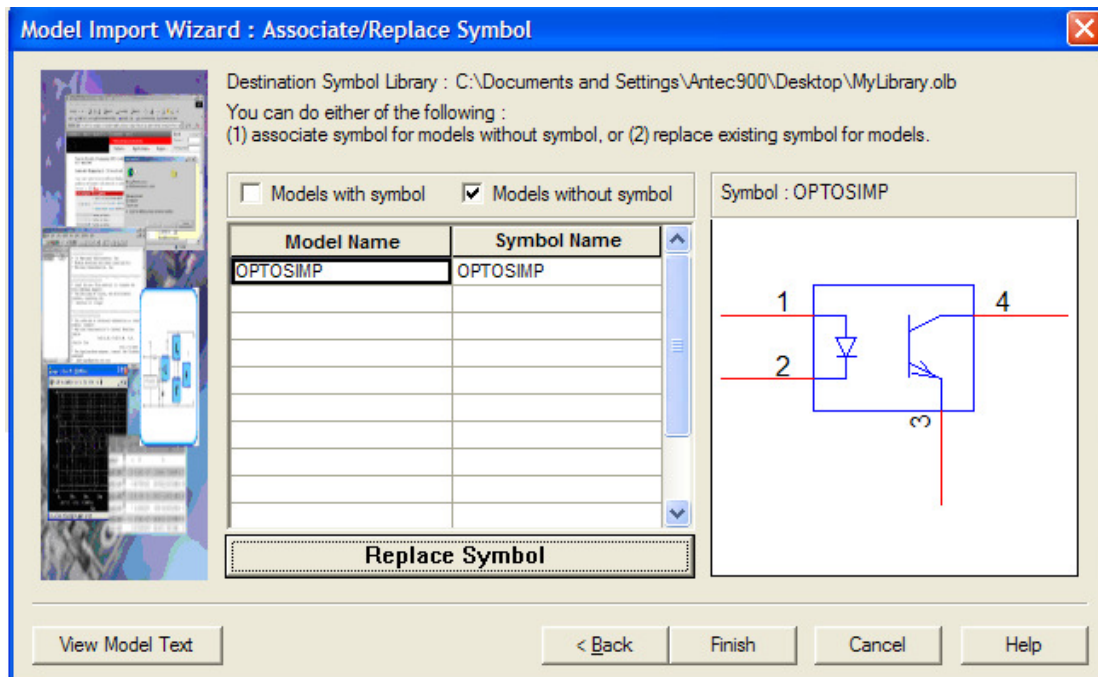 Model Import Wizard : Associate/Replace Symbol
Destination Symbol Library : C:\Documents and Settings\Antec900\Desktop\MyLibrary.olb
You can do either of the following :
(1) associate symbol for models without symbol, or (2) replace existing symbol for models.
Models with symbol Models without symbol
Symbol : OPTOSIMP
Model Name Symbol Name
OPTOSIMP OPTOSIMP
1 4
2
3
Replace Symbol
View Model Text < Back Finish Cancel Help